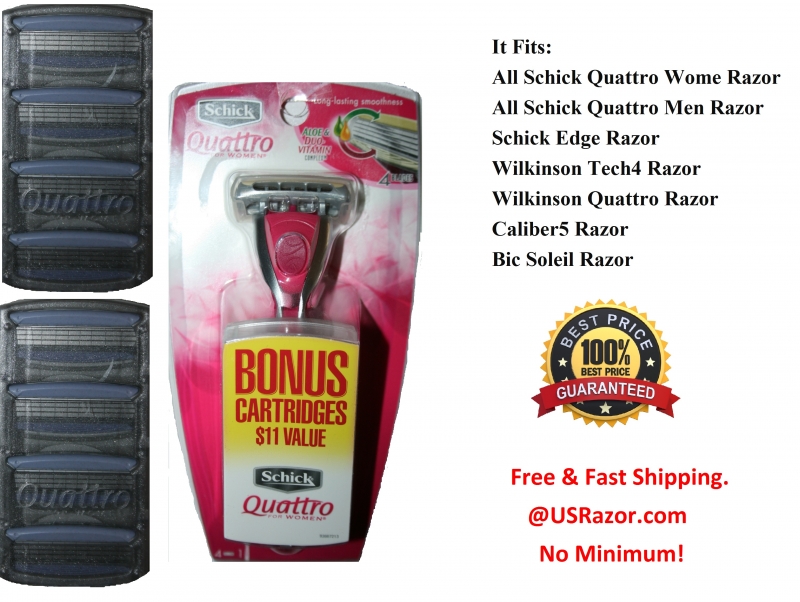 Quattro
Quattro
Schick
Long-lasting smoothness
Quattro
FOR WOMEN
ALOE &
DUO-
VITAMIN
4
BONUS
CARTRIDGES
$11 VALUE
Schick
Quattro
FOR WOMEN
It Fits:
All Schick Quattro Wome Razor
All Schick Quattro Men Razor
Schick Edge Razor
Wilkinson Tech4 Razor
Wilkinson Quattro Razor
Caliber5 Razor
Bic Soleil Razor
BEST PRICE
100%
BEST PRICE
GUARANTEED
Free & Fast Shipping.
@USRazor.com
No Minimum!